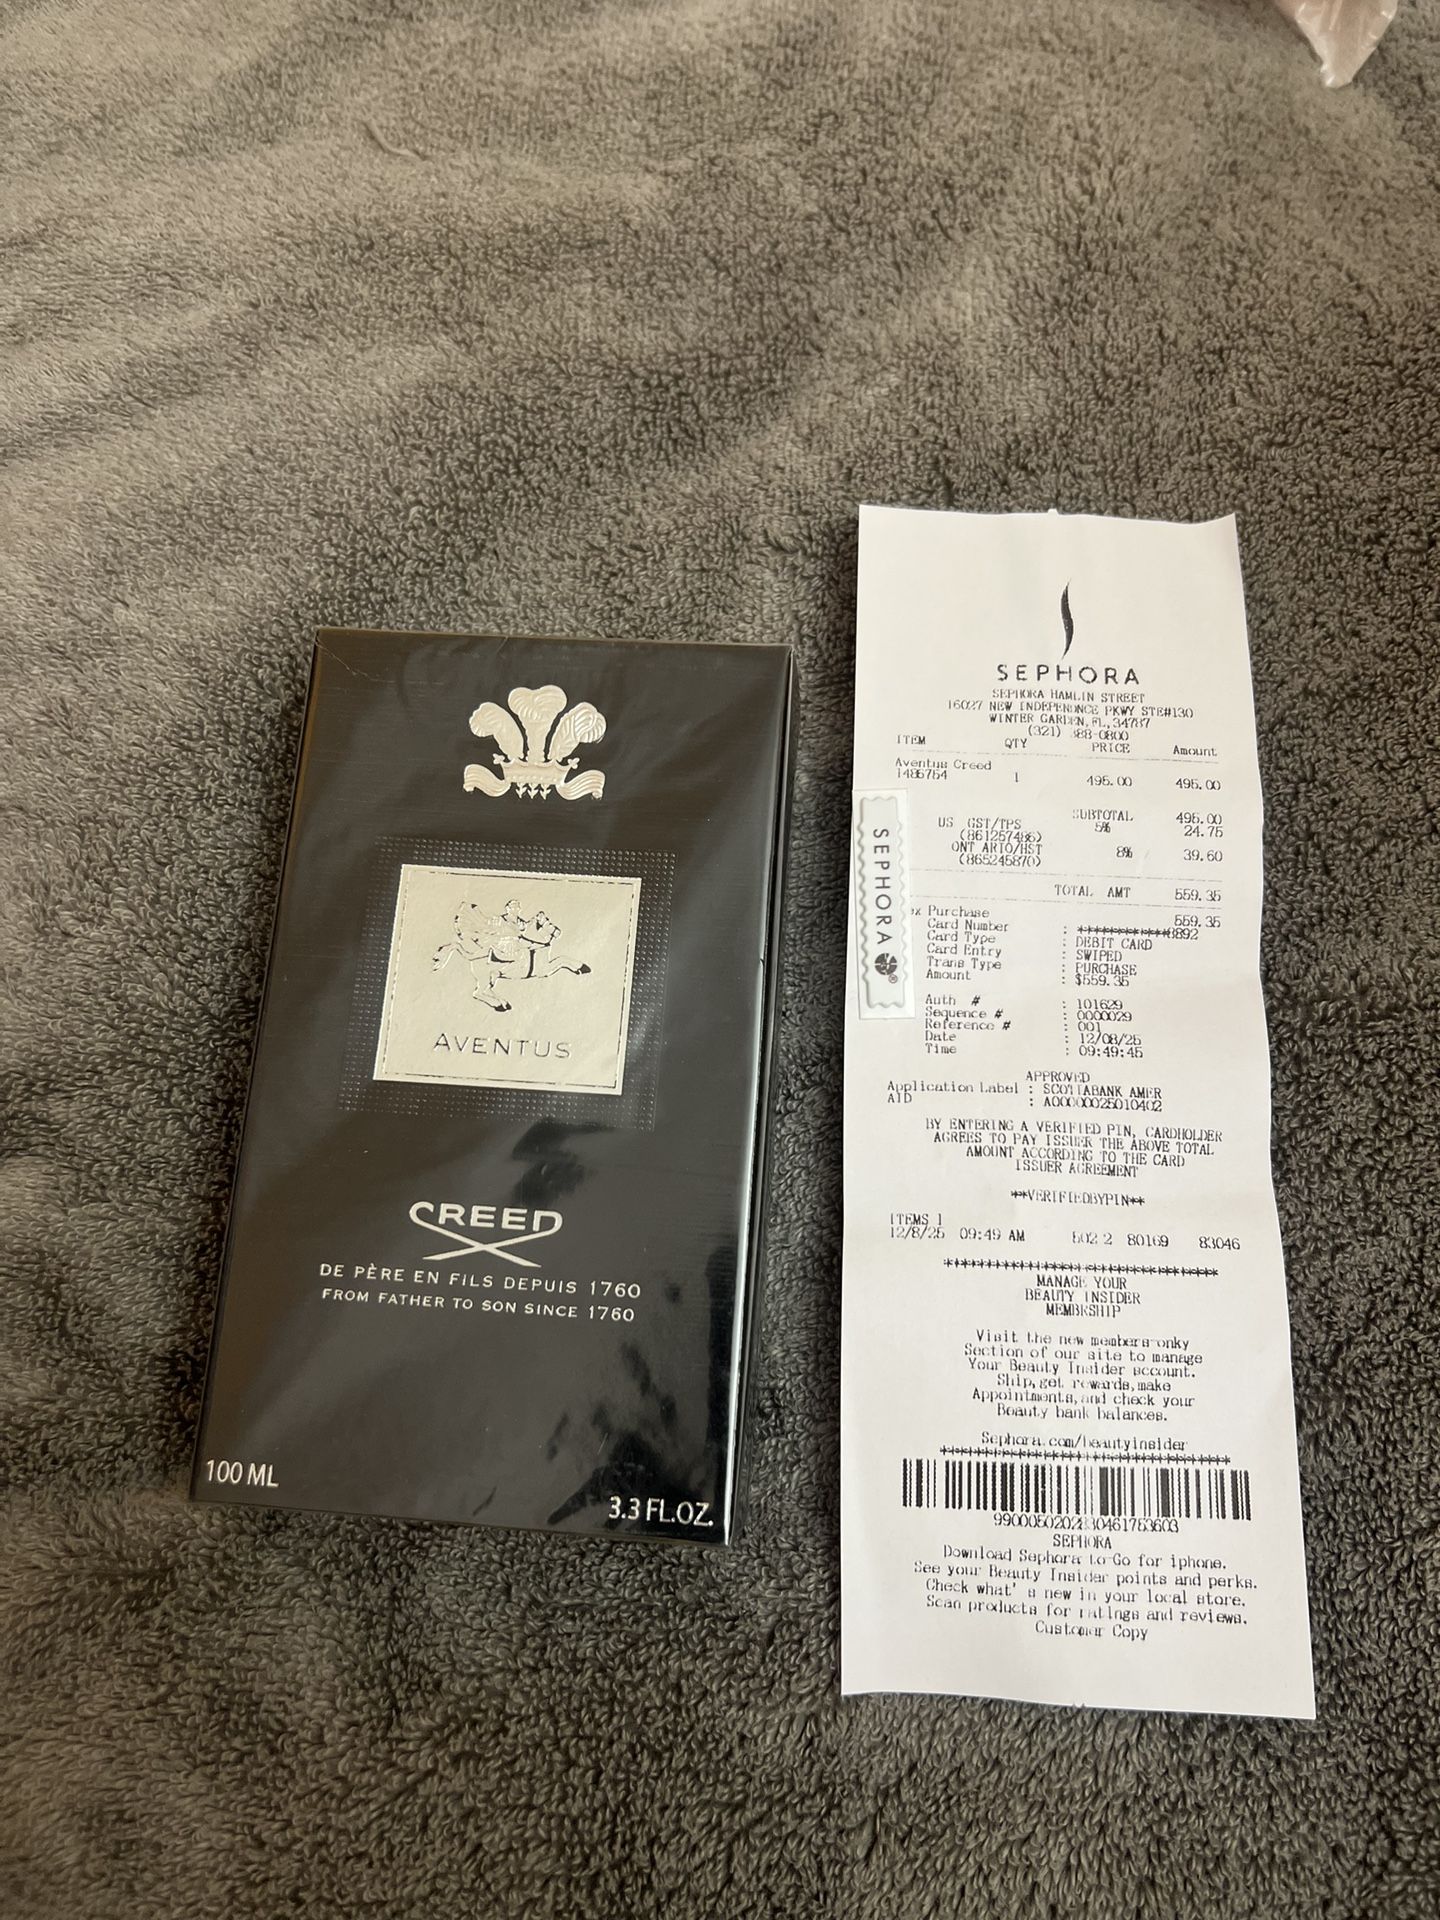 AVENTUS
CREED
DE PÈRE EN FILS DEPUIS 1760
FROM FATHER TO SON SINCE 1760
100 ML
3.3 FL.OZ.
SEPHORA
SEPHORA HAMLIN STREET
16027 NEW INDEPENDNCE PKWY STE#130
WINTER GARDEN, FL, 34787
(321) 388-0800
ITEM QTY PRICE Amount
Aventus Creed
1486764 1 495.00 495.00
SUBTOTAL 495.00
US GST/TPS 5% 24.75
(861257486)
ONT ARTO/HST 8% 39.60
(865245870)
TOTAL AMT 559.35
Purchase 559.35
Card Number : ************8892
Card Type : DEBIT CARD
Card Entry : SWIPED
Trans Type : PURCHASE
Amount : $559.35
Auth # : 101629
Sequence # : 0000029
Reference # : 001
Date : 12/08/25
Time : 09:49:45
APPROVED
Application Label : SCOTIABANK AMER
AID : A00000025010402
BY ENTERING A VERIFIED PIN, CARDHOLDER
AGREES TO PAY ISSUER THE ABOVE TOTAL
AMOUNT ACCORDING TO THE CARD
ISSUER AGREEMENT
**VERIFIEDBYPIN**
ITEMS 1
12/8/25 09:49 AM 502 2 80169 83046
MANAGE YOUR
BEAUTY INSIDER
MEMBRSHIP
Visit the new members-onky
Section of our site to manage
Your Beauty Insider account.
Ship, get rewards, make
Appointments, and check your
Beauty bank balances.
Sephora.com/beautyinsider
SEPHORA
Download Sephora to Go for iphone.
See your Beauty Insider points and perks.
Check what's new in your local store.
Scan products for ratings and reviews.
Customer Copy
SEPHORA